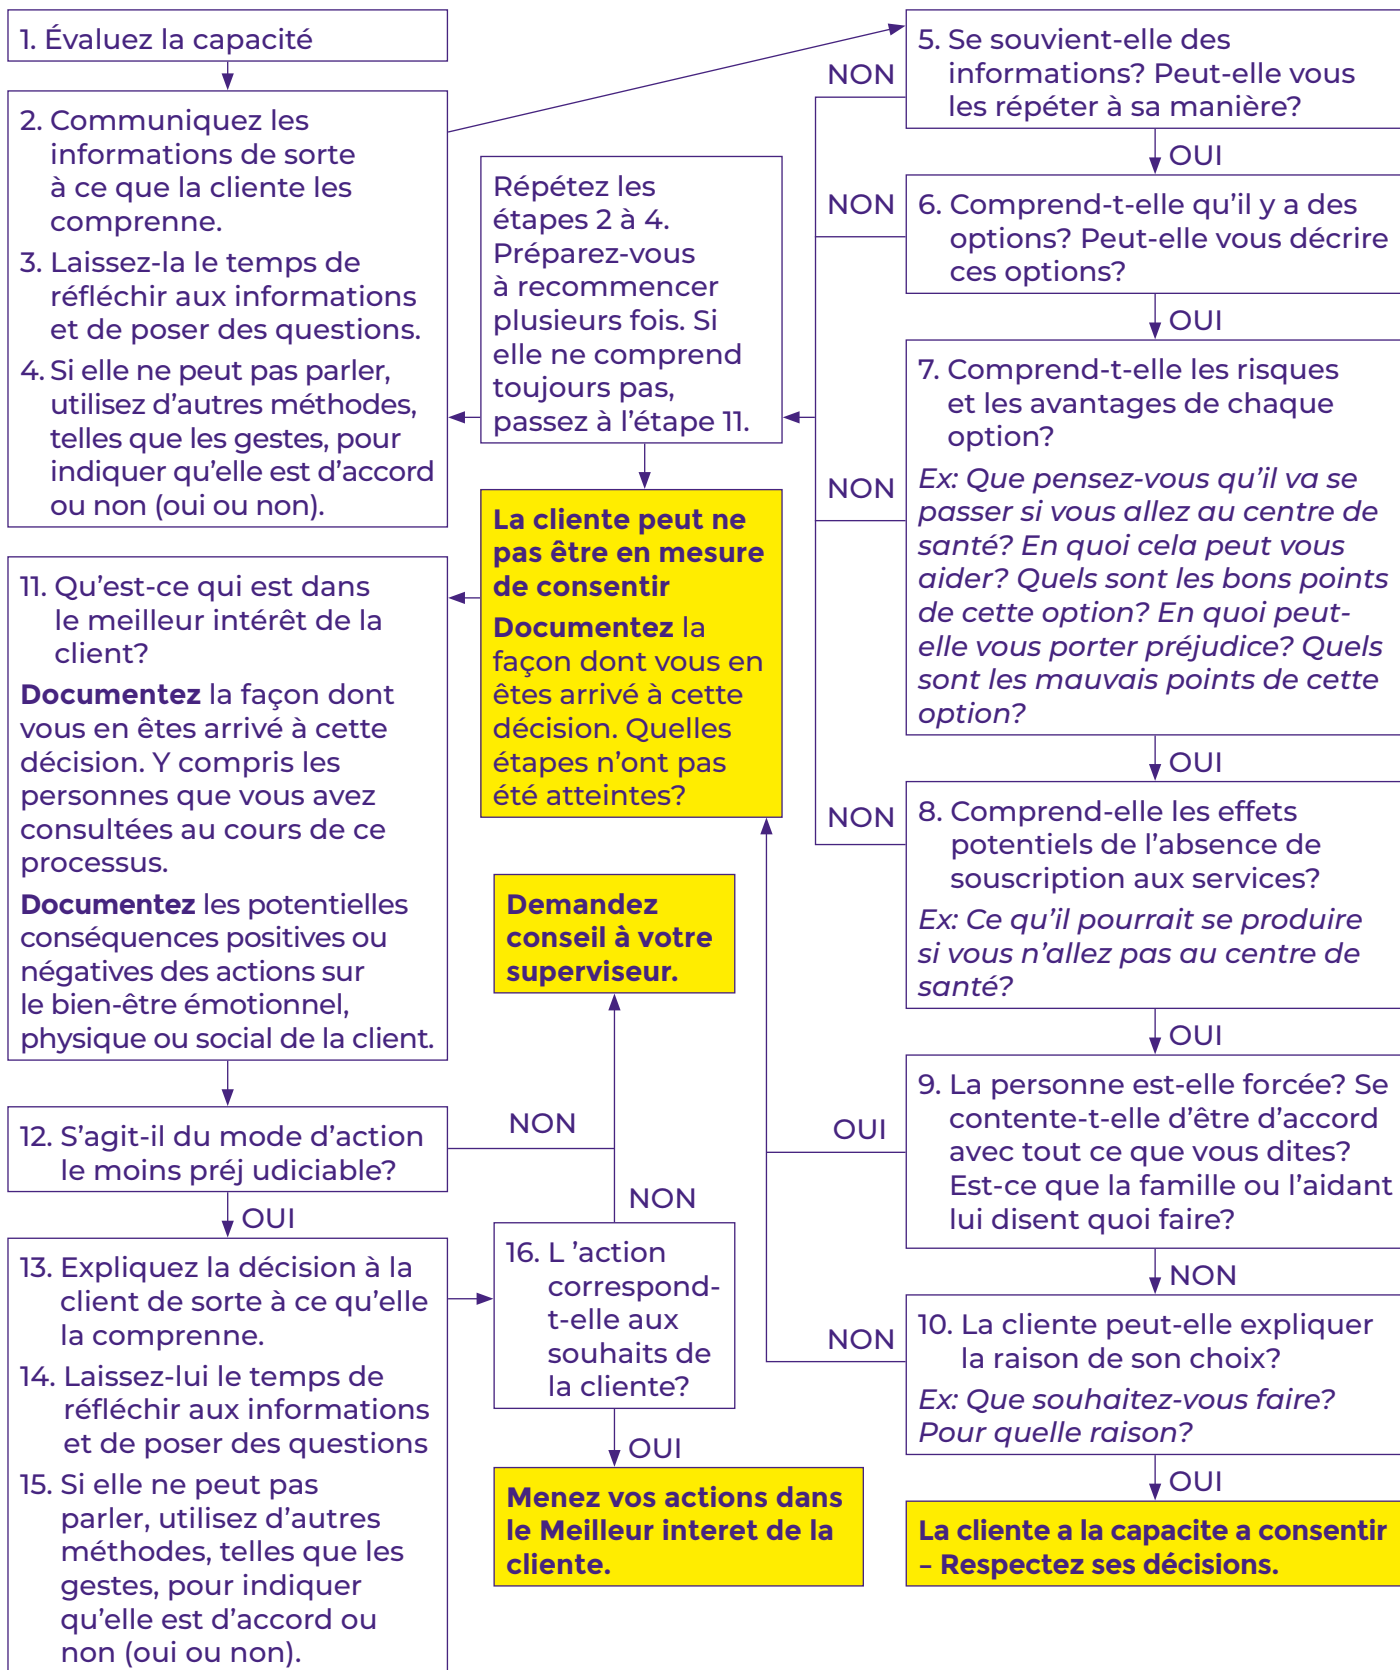 1. Évaluez la capacité
2. Communiquez les
informations de sorte
à ce que la cliente les
comprenne.
3. Laissez-la le temps de
réfléchir aux informations
et de poser des questions.
4. Si elle ne peut pas parler,
utilisez d'autres méthodes,
telles que les gestes, pour
indiquer qu'elle est d'accord
ou non (oui ou non).
Répétez les
étapes 2 à 4.
Préparez-vous
à recommencer
plusieurs fois. Si
elle ne comprend
toujours pas,
passez à l'étape 11.
NON
5. Se souvient-elle des
informations? Peut-elle vous
les répéter à sa manière?
OUI
NON
6. Comprend-t-elle qu'il y a des
options? Peut-elle vous décrire
ces options?
OUI
NON
7. Comprend-t-elle les risques
et les avantages de chaque
option?
Ex: Que pensez-vous qu'il va se
passer si vous allez au centre de
santé? En quoi cela peut vous
aider? Quels sont les bons points
de cette option? En quoi peut-
elle vous porter préjudice? Quels
sont les mauvais points de cette
option?
OUI
NON
8. Comprend-elle les effets
potentiels de l'absence de
souscription aux services?
Ex: Ce qu'il pourrait se produire
si vous n'allez pas au centre de
santé?
OUI
OUI
9. La personne est-elle forcée? Se
contente-t-elle d'être d'accord
avec tout ce que vous dites?
Est-ce que la famille ou l'aidant
lui disent quoi faire?
NON
NON
10. La cliente peut-elle expliquer
la raison de son choix?
Ex: Que souhaitez-vous faire?
Pour quelle raison?
OUI
La cliente a la capacite a consentir
– Respectez ses décisions.
La cliente peut ne
pas être en mesure
de consentir
Documentez la
façon dont vous en
êtes arrivé à cette
décision. Quelles
étapes n'ont pas
été atteintes?
11. Qu'est-ce qui est dans
le meilleur intérêt de la
client?
Documentez la façon dont
vous en êtes arrivé à cette
décision. Y compris les
personnes que vous avez
consultées au cours de ce
processus.
Documentez les potentielles
conséquences positives ou
négatives des actions sur
le bien-être émotionnel,
physique ou social de la client.
12. S'agit-il du mode d'action
le moins préj udiciable?
NON
Demandez
conseil à votre
superviseur.
OUI
13. Expliquez la décision à la
client de sorte à ce qu'elle
la comprenne.
14. Laissez-lui le temps de
réfléchir aux informations
et de poser des questions
15. Si elle ne peut pas
parler, utilisez d'autres
méthodes, telles que les
gestes, pour indiquer
qu'elle est d'accord ou
non (oui ou non).
NON
16. L 'action
correspond-
t-elle aux
souhaits de
la cliente?
OUI
Menez vos actions dans
le Meilleur interet de la
cliente.